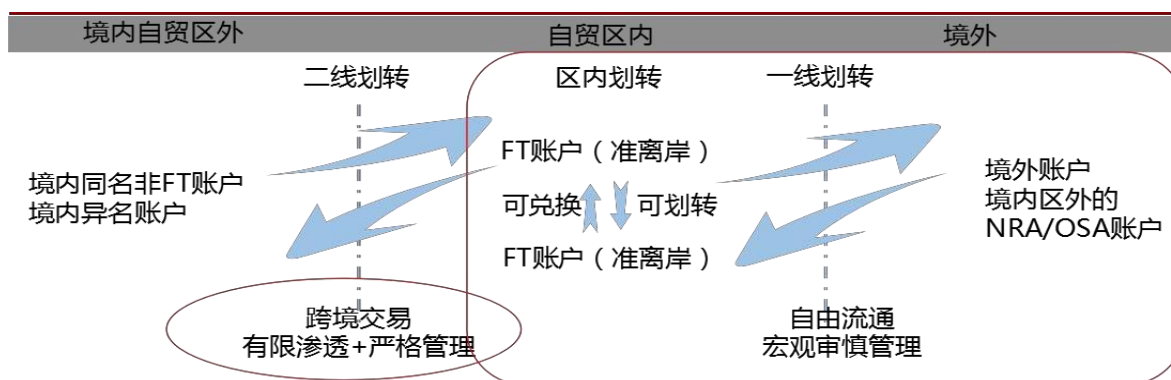 境内自贸区外 自贸区内 境外
二线划转 区内划转 一线划转
FT账户（准离岸）
境内同名非FT账户
境内异名账户
可兑换 可划转
境外账户
境内区外的
NRA/OSA账户
FT账户（准离岸）
跨境交易
有限渗透+严格管理
自由流通
宏观审慎管理